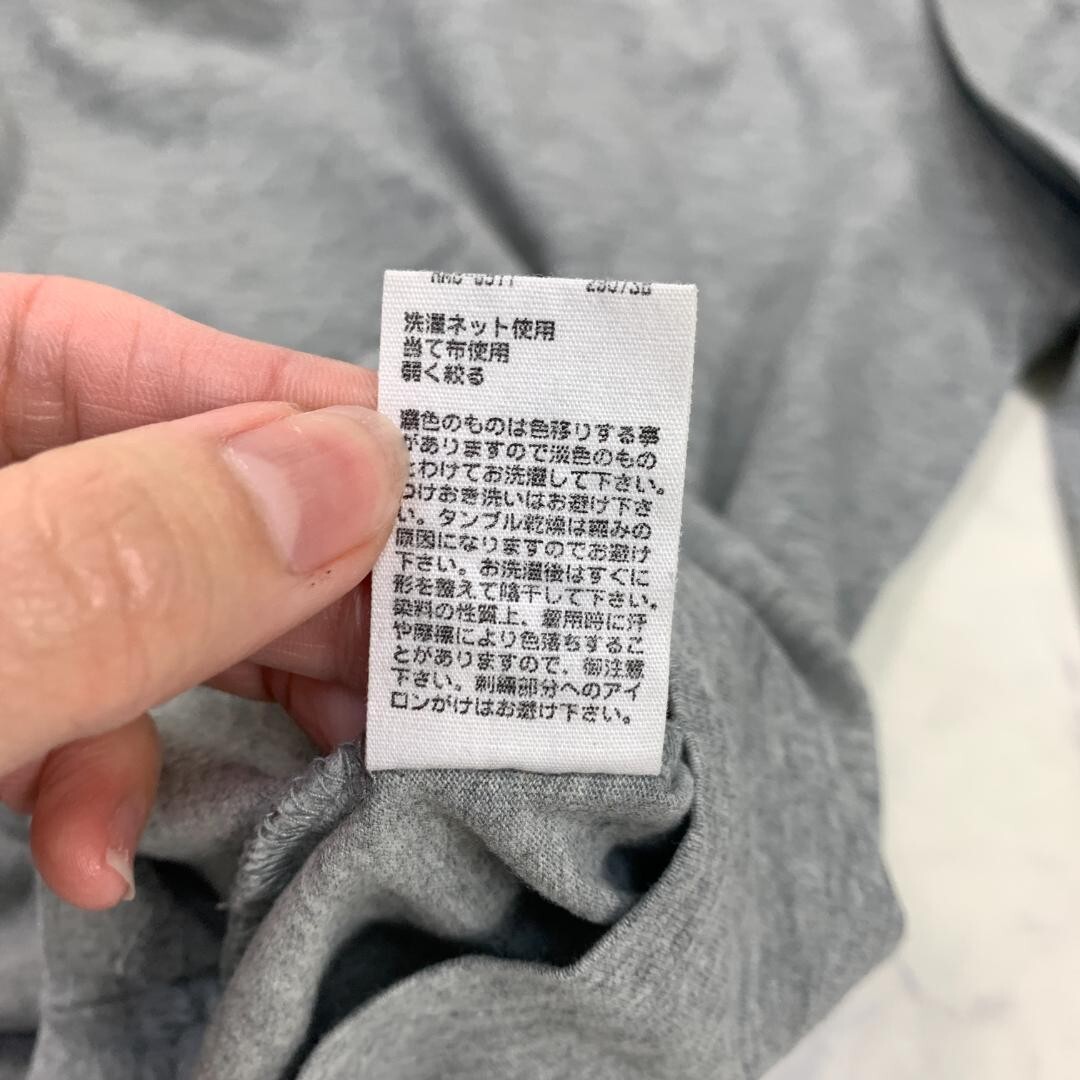 洗濯ネット使用
当て布使用
弱く絞る
濃色のものは色移りする事
がありますので淡色のもの
とわけてお洗濯して下さい。
つけおき洗いはお避け下さ
い。タンブル乾燥は縮みの
原因になりますのでお避け
下さい。お洗濯後はすぐに
形を整えて陰干して下さい。
染料の性質上、着用時に汗
や摩擦により色落ちするこ
とがありますので、御注意
下さい。刺繍部分へのアイ
ロンがけはお避け下さい。